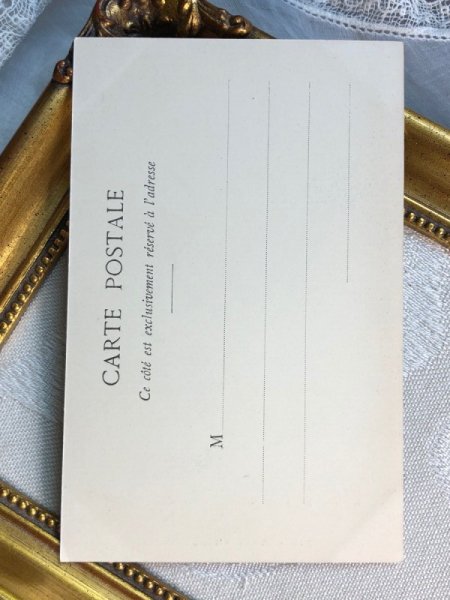 CARTE POSTALE
Ce côté est exclusivement réservé à l'adresse
M